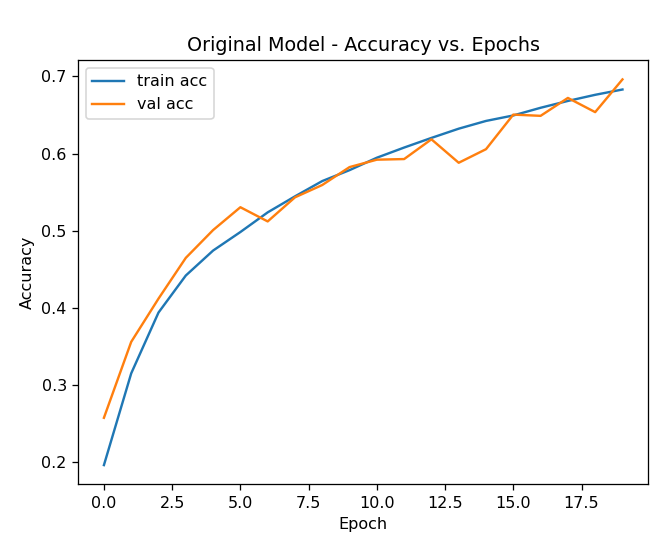 Original Model - Accuracy vs. Epochs
train acc
val acc
0.7
0.6
0.5
0.4
0.3
0.2
Accuracy
0.0 2.5 5.0 7.5 10.0 12.5 15.0 17.5
Epoch